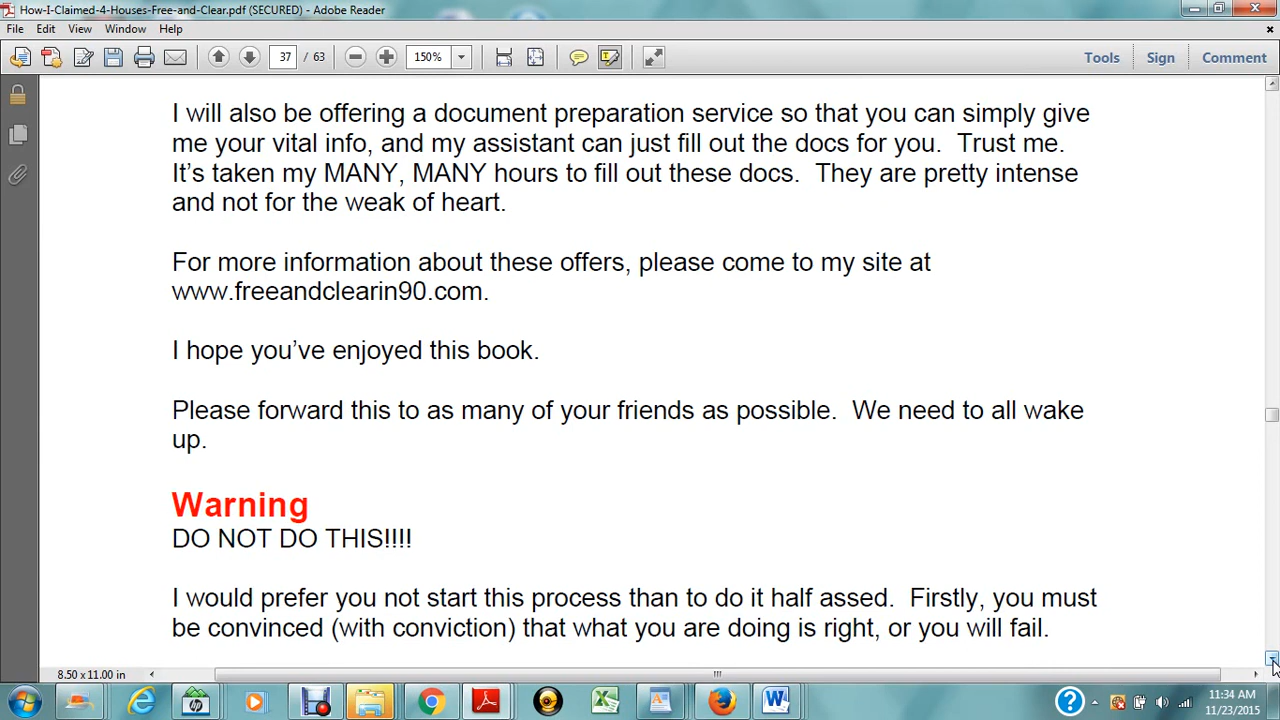 How-I-Claimed-4-Houses-Free-and-Clear.pdf (SECURED) - Adobe Reader
File Edit View Window Help
37 / 63 150% Tools Sign Comment
I will also be offering a document preparation service so that you can simply give
me your vital info, and my assistant can just fill out the docs for you. Trust me.
It's taken my MANY, MANY hours to fill out these docs. They are pretty intense
and not for the weak of heart.
For more information about these offers, please come to my site at
www.freeandclearin90.com.
I hope you've enjoyed this book.
Please forward this to as many of your friends as possible. We need to all wake
up.
Warning
DO NOT DO THIS!!!!
I would prefer you not start this process than to do it half assed. Firstly, you must
be convinced (with conviction) that what you are doing is right, or you will fail.
8.50 x 11.00 in
11:34 AM
11/23/2015